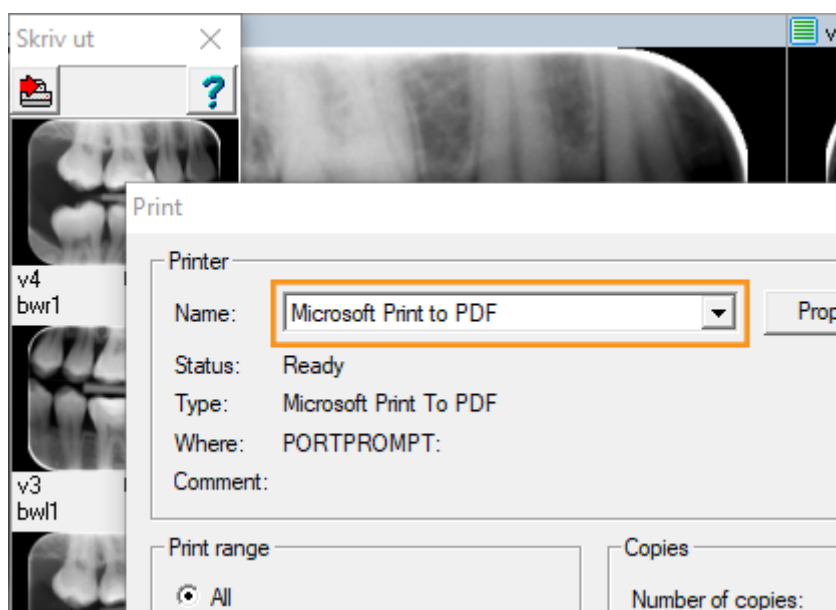 Skriv ut
?
v
v4
bwr1
v3
bwl1
Print
Printer
Name: Microsoft Print to PDF Prop
Status: Ready
Type: Microsoft Print To PDF
Where: PORTPROMPT:
Comment:
Print range
All
Copies
Number of copies: